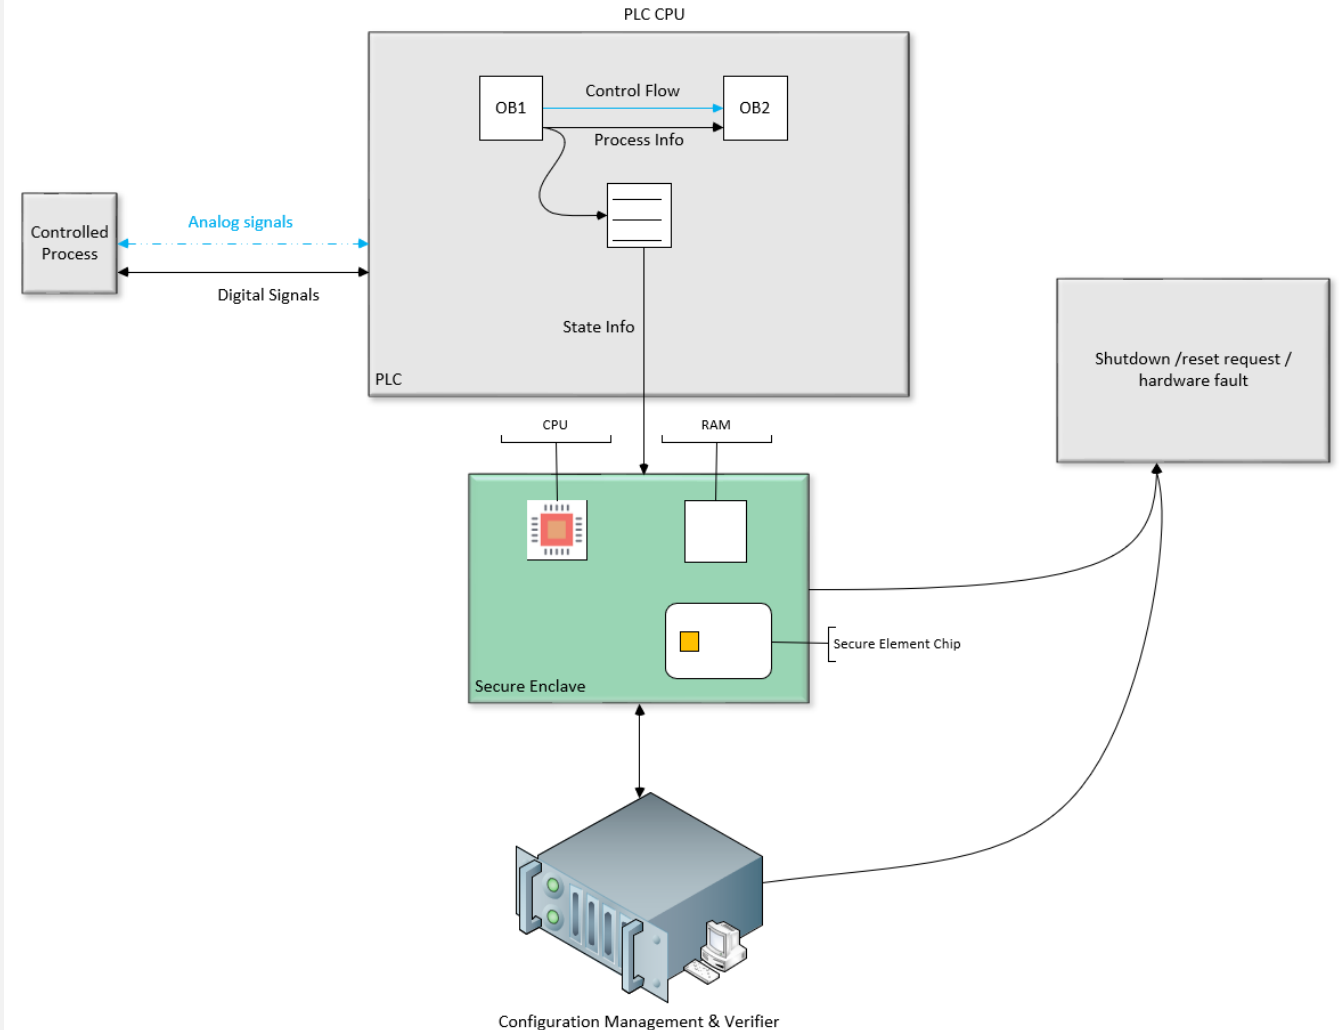 PLC CPU
OB1
Control Flow
OB2
Process Info
Analog signals
Controlled
Process
Digital Signals
State Info
PLC
Shutdown /reset request /
hardware fault
CPU
RAM
Secure Element Chip
Secure Enclave
Configuration Management & Verifier